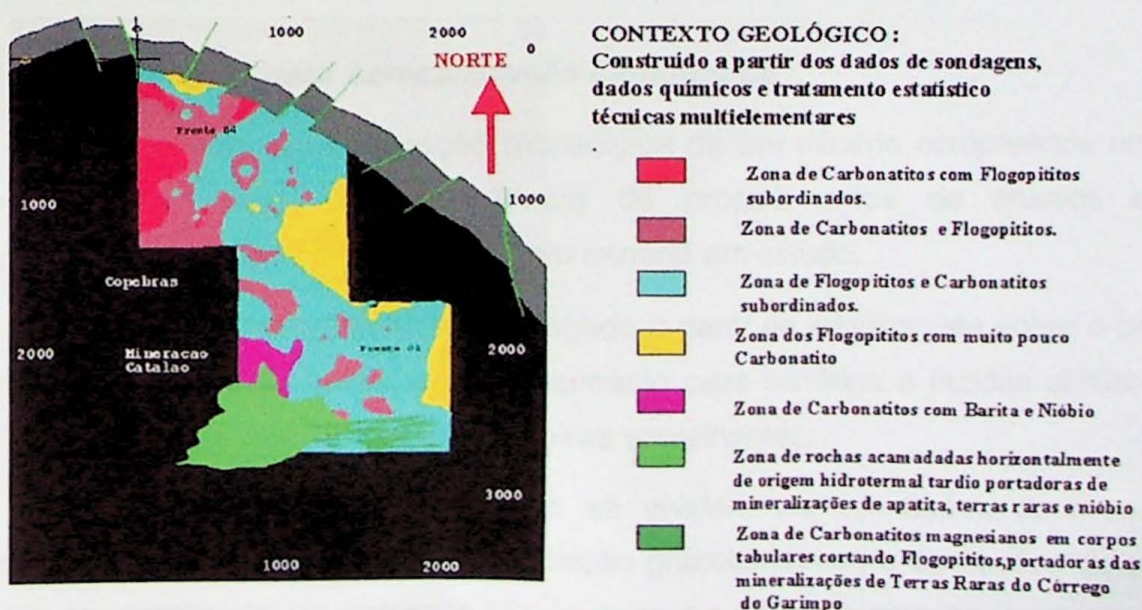 1000
2000
0
NORTE
Frente 04
1000
1000
Copebras
Mineracao
Catalao
2000
Frente 01
2000
3000
1000
2000
CONTEXTO GEOLÓGICO :
Construído a partir dos dados de sondagens,
dados químicos e tratamento estatístico
técnicas multielementares
Zona de Carbonatitos com Flogopititos
subordinados.
Zona de Carbonatitos e Flogopititos.
Zona de Flogopititos e Carbonatitos
subordinados.
Zona dos Flogopititos com muito pouco
Carbonatito
Zona de Carbonatitos com Barita e Nióbio
Zona de rochas acamadadas horizontalmente
de origem hidrotermal tardio portadoras de
mineralizações de apatita, terras raras e nióbio
Zona de Carbonatitos magnesianos em corpos
tabulares cortando Flogopititos,portadoras das
mineralizações de Terras Raras do Córrego
do Garimpo